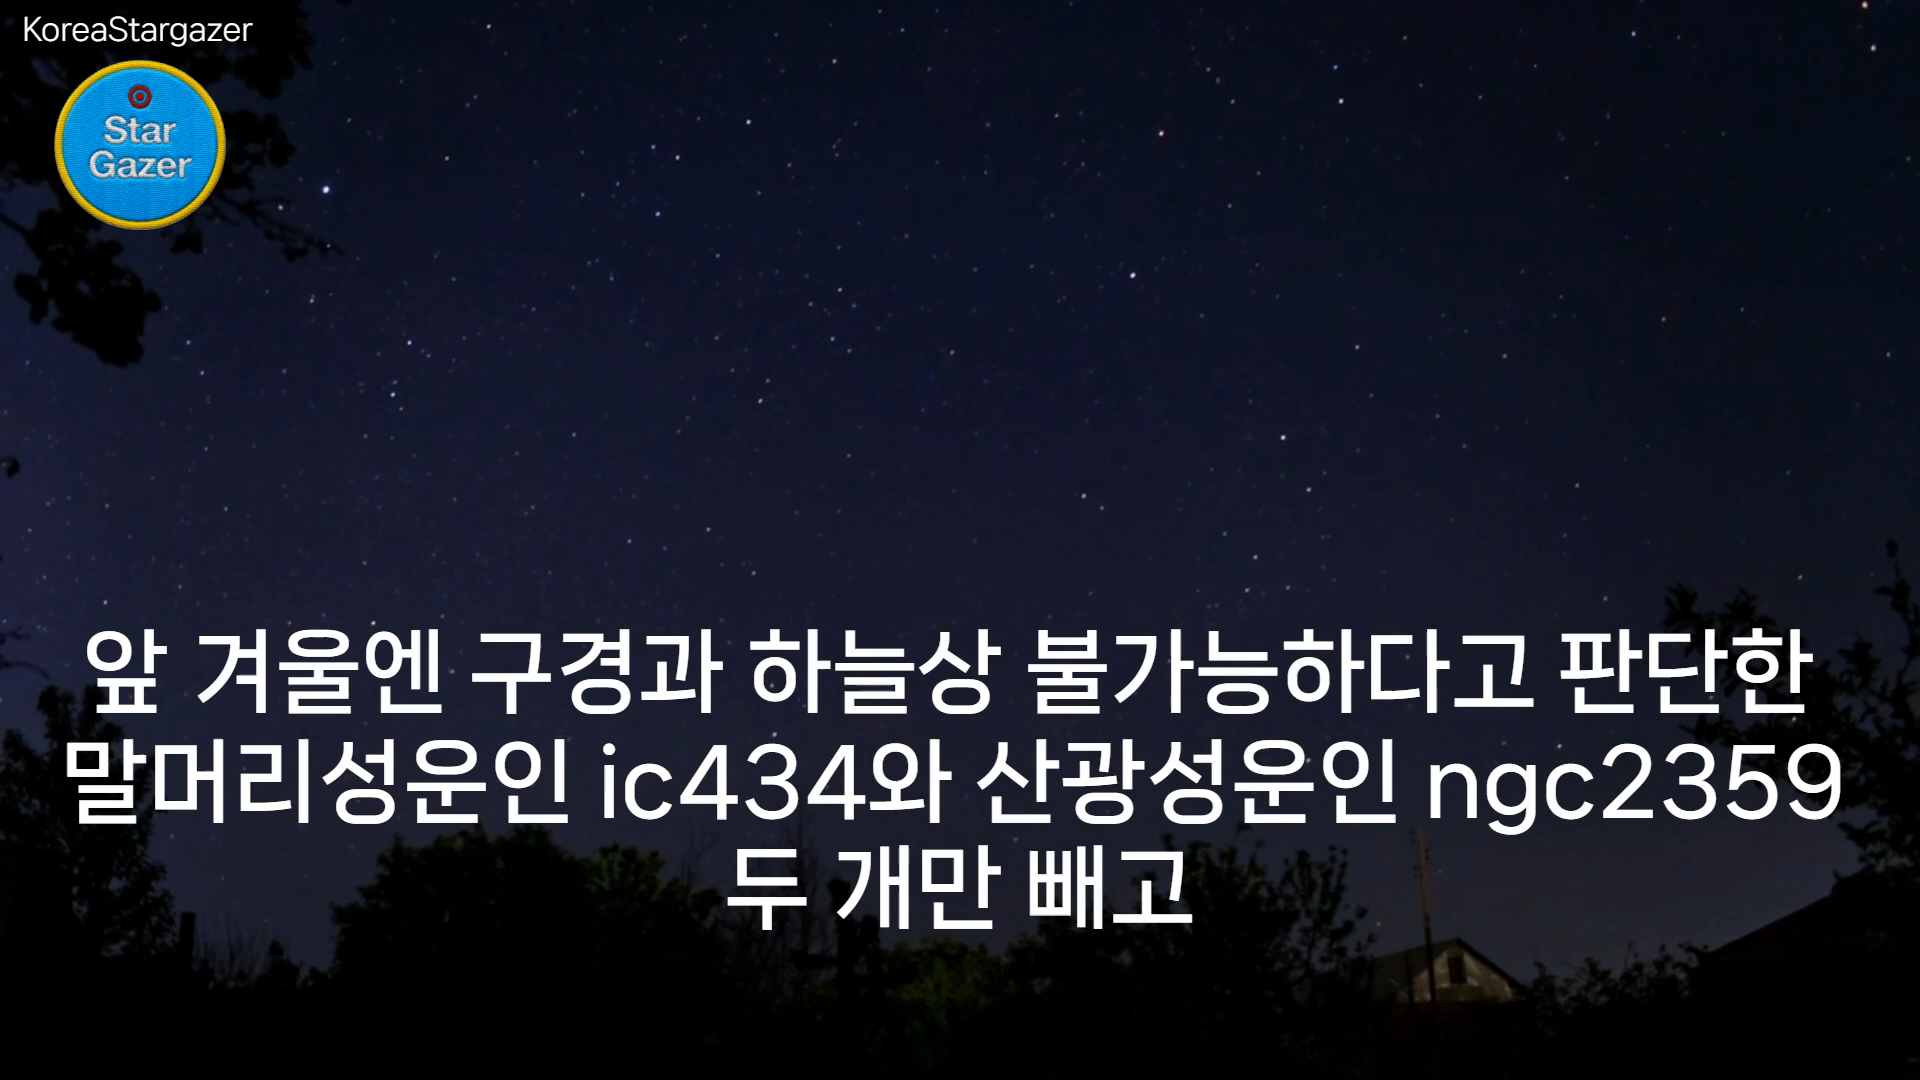 KoreaStargazer
Star
Gazer
앞 겨울엔 구경과 하늘상 불가능하다고 판단한
말머리성운인 ic434와 산광성운인 ngc2359
두 개만 빼고